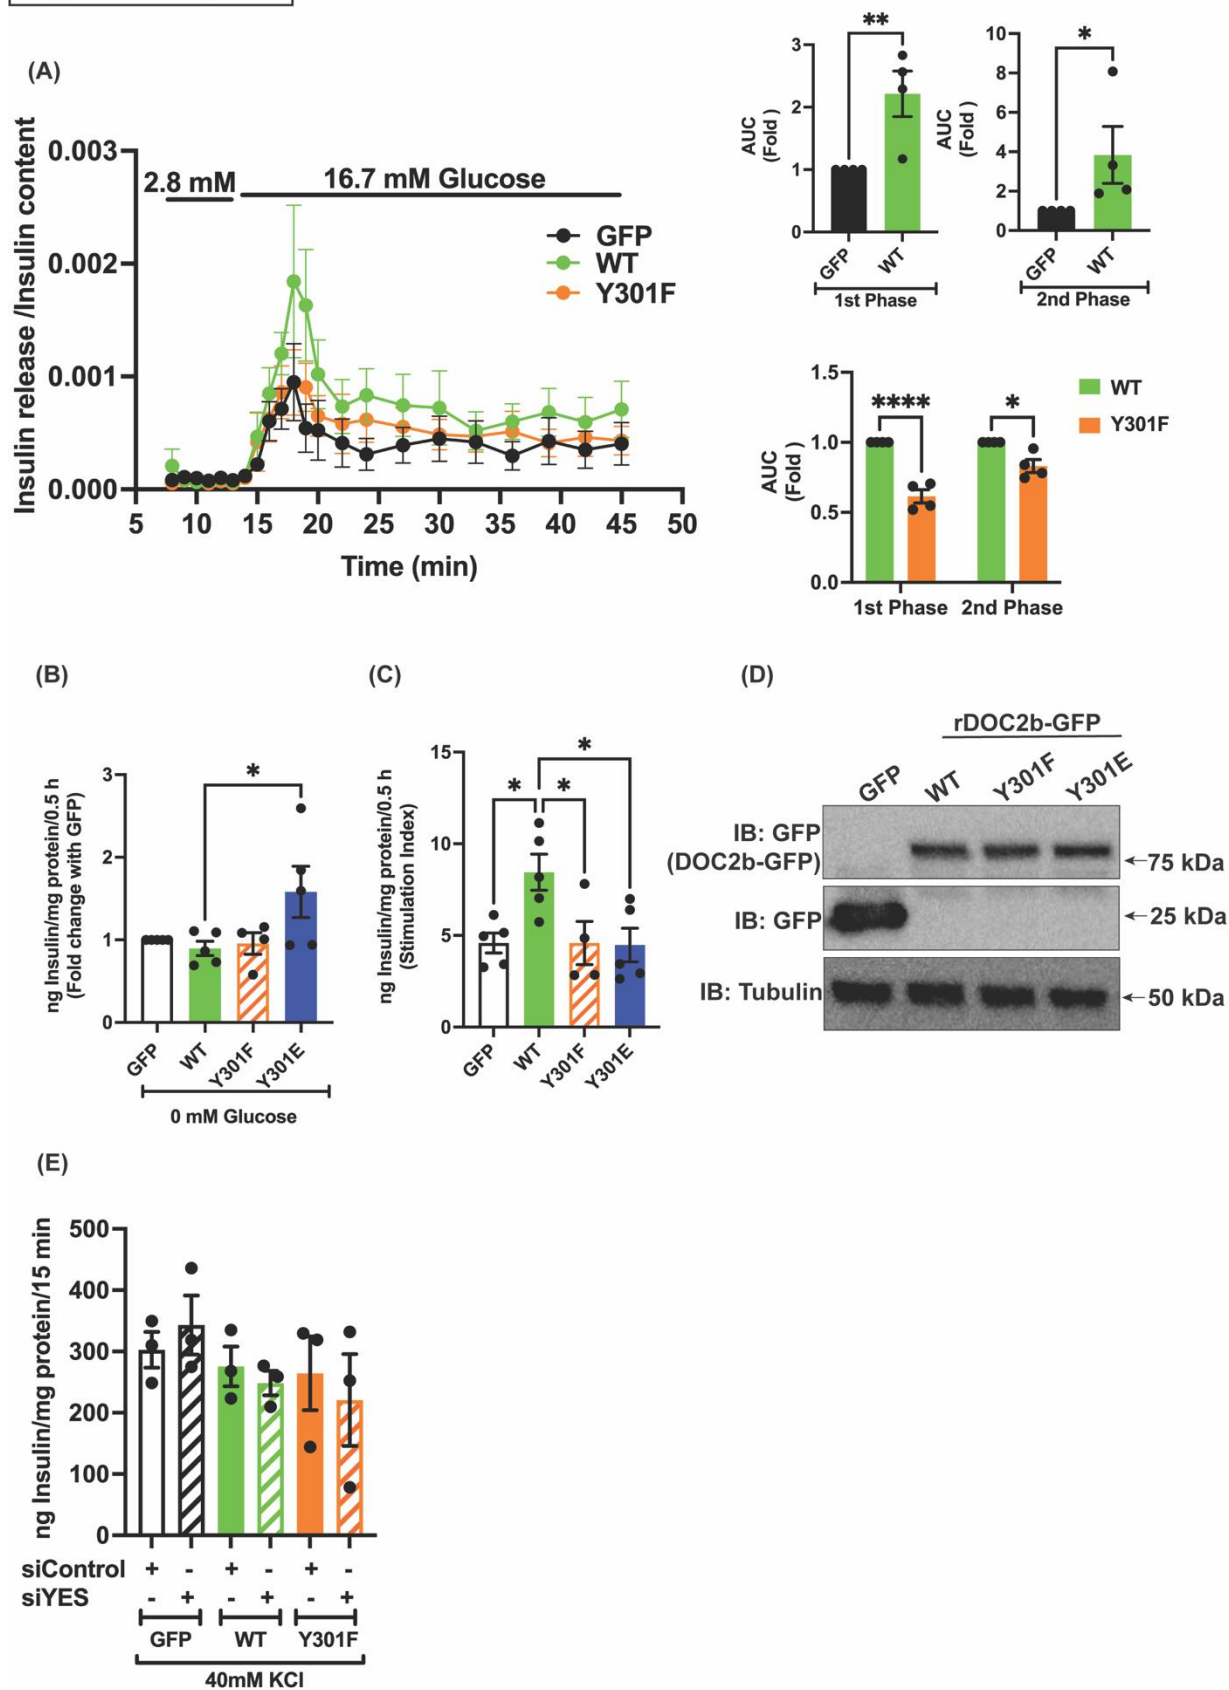 (A)
Insulin release /Insulin content
0.003
0.002
0.001
0.000
2.8 mM
16.7 mM Glucose
GFP
WT
Y301F
5 10 15 20 25 30 35 40 45 50
Time (min)
AUC
(Fold )
3
2
1
0
**
GFP WT
1st Phase
AUC
(Fold )
10
8
6
4
2
0
*
GFP WT
2nd Phase
AUC
(Fold )
1.5
1.0
0.5
0.0
**** *
WT
Y301F
1st Phase 2nd Phase
(B)
ng Insulin/mg protein/0.5 h
(Fold change with GFP)
3
2
1
0
*
GFP WT Y301F Y301E
0 mM Glucose
(C)
ng Insulin/mg protein/0.5 h
(Stimulation Index)
15
10
5
0
*
* *
GFP WT Y301F Y301E
(D)
rDOC2b-GFP
GFP WT Y301F Y301E
IB: GFP
(DOC2b-GFP)
←75 kDa
IB: GFP
←25 kDa
IB: Tubulin
←50 kDa
(E)
ng Insulin/mg protein/15 min
500
400
300
200
100
0
siControl + - + - + -
siYES - + - + - +
GFP WT Y301F
40mM KCl